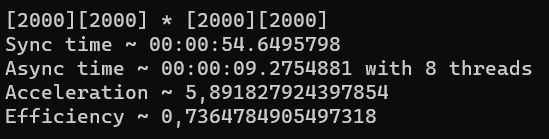 [2000][2000] * [2000][2000]
Sync time ~ 00:00:54.6495798
Async time ~ 00:00:09.2754881 with 8 threads
Acceleration ~ 5,891827924397854
Efficiency ~ 0,7364784905497318